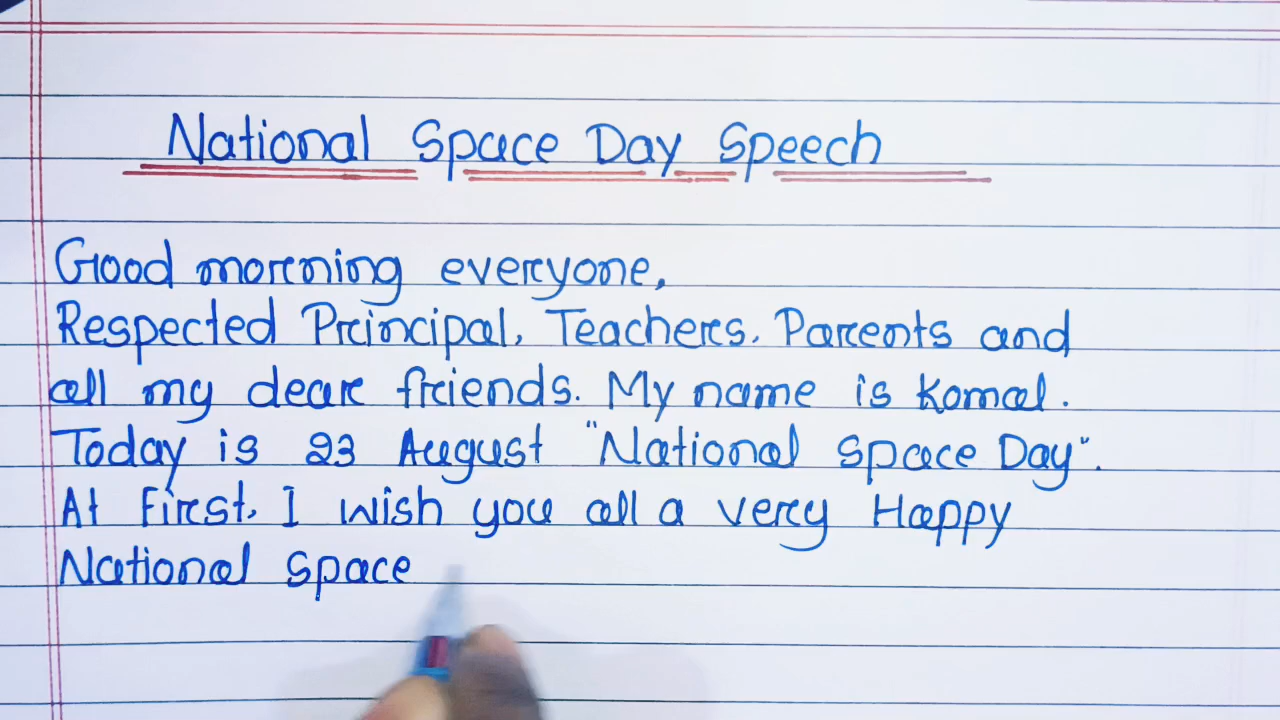 National Space Day Speech
Good morning everyone,
Respected Principal, Teachers, Parents and
all my dear friends. My name is Komal.
Today is 23 August "National Space Day".
At First, I wish you all a very Happy
National Space